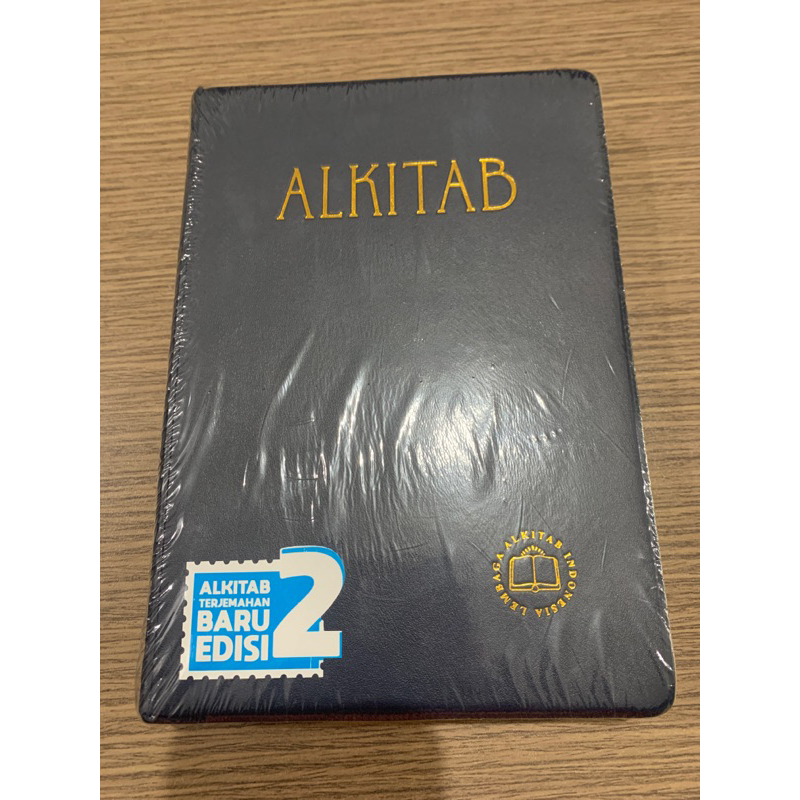 ALKITAB
LEMBAGA ALKITAB INDONESIA
ALKITAB
TERJEMAHAN
BARU
EDISI
2